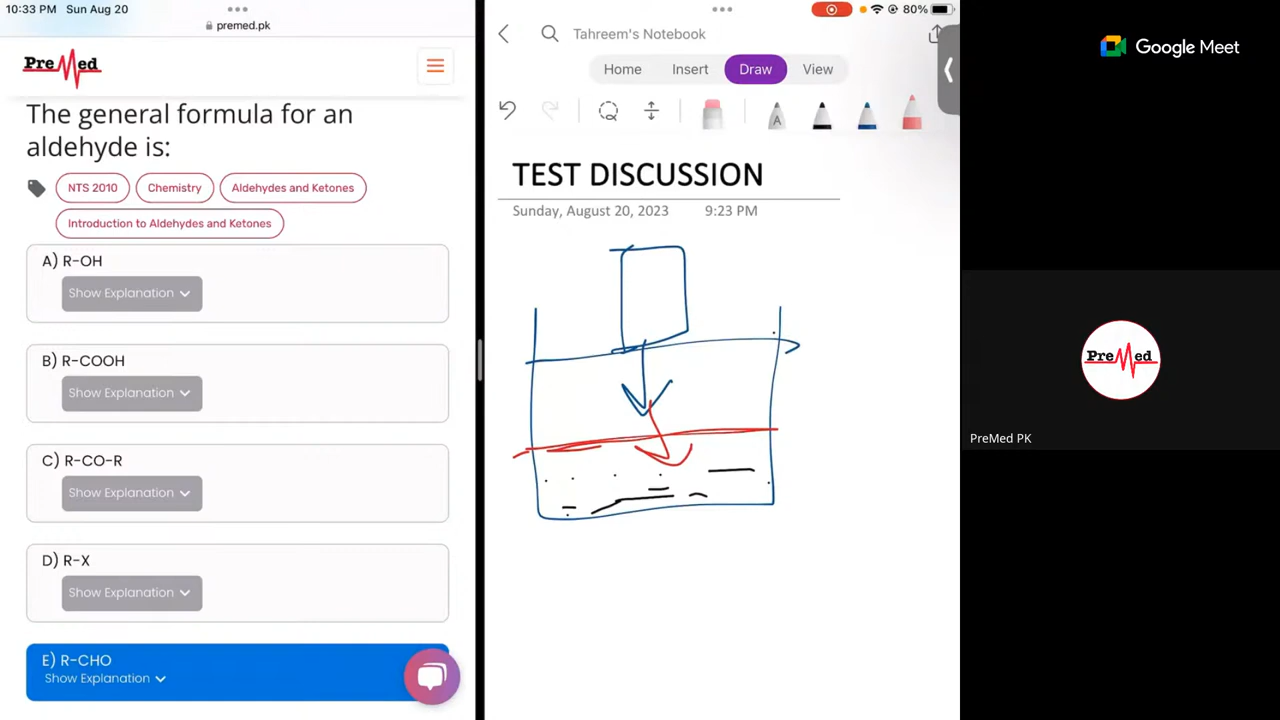 10:33 PM Sun Aug 20
premed.pk
PreMed
The general formula for an
aldehyde is:
NTS 2010
Chemistry
Aldehydes and Ketones
Introduction to Aldehydes and Ketones
A) R-OH
Show Explanation
B) R-COOH
Show Explanation
C) R-CO-R
Show Explanation
D) R-X
Show Explanation
E) R-CHO
Show Explanation
80%
Tahreem's Notebook
Home Insert Draw View
A
TEST DISCUSSION
Sunday, August 20, 2023 9:23 PM
Google Meet
PreMed
PreMed PK